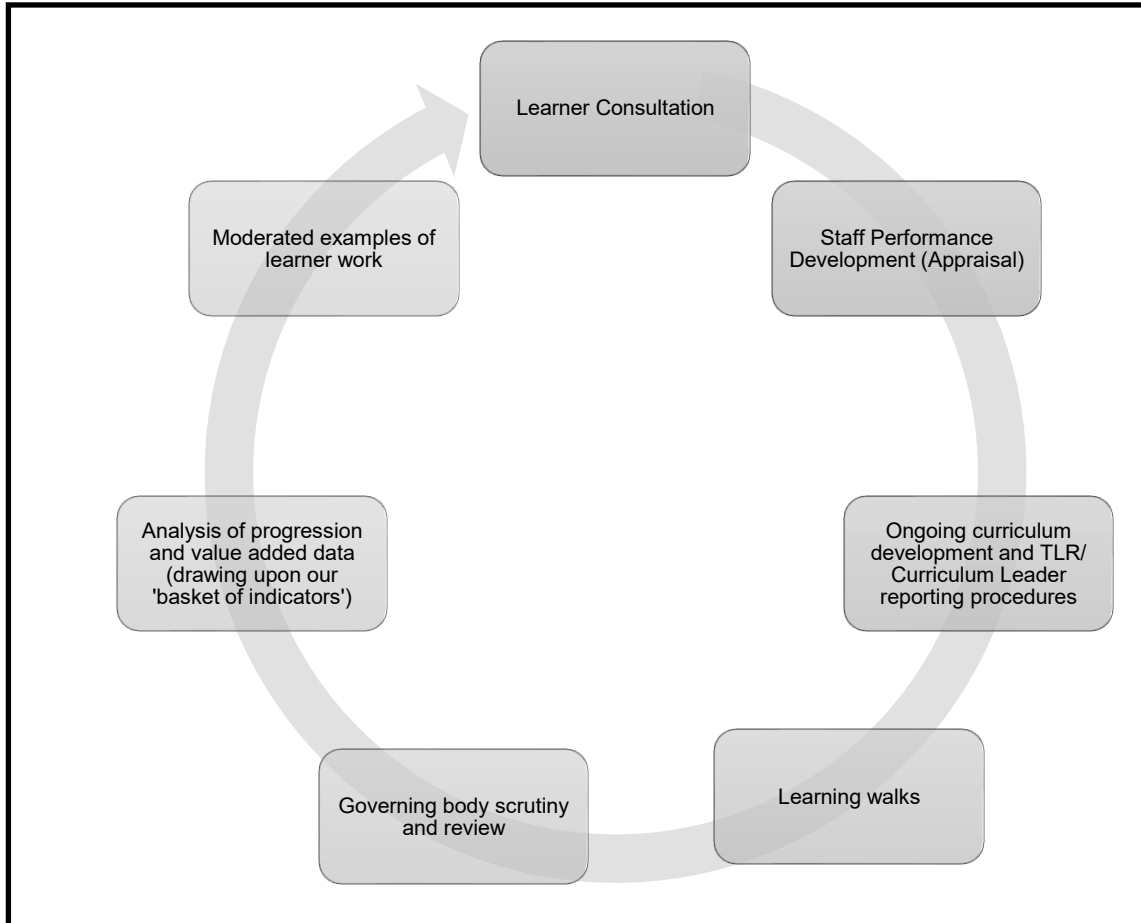 Learner Consultation
Staff Performance
Development (Appraisal)
Ongoing curriculum
development and TLR/
Curriculum Leader
reporting procedures
Learning walks
Governing body scrutiny
and review
Analysis of progression
and value added data
(drawing upon our
'basket of indicators')
Moderated examples of
learner work